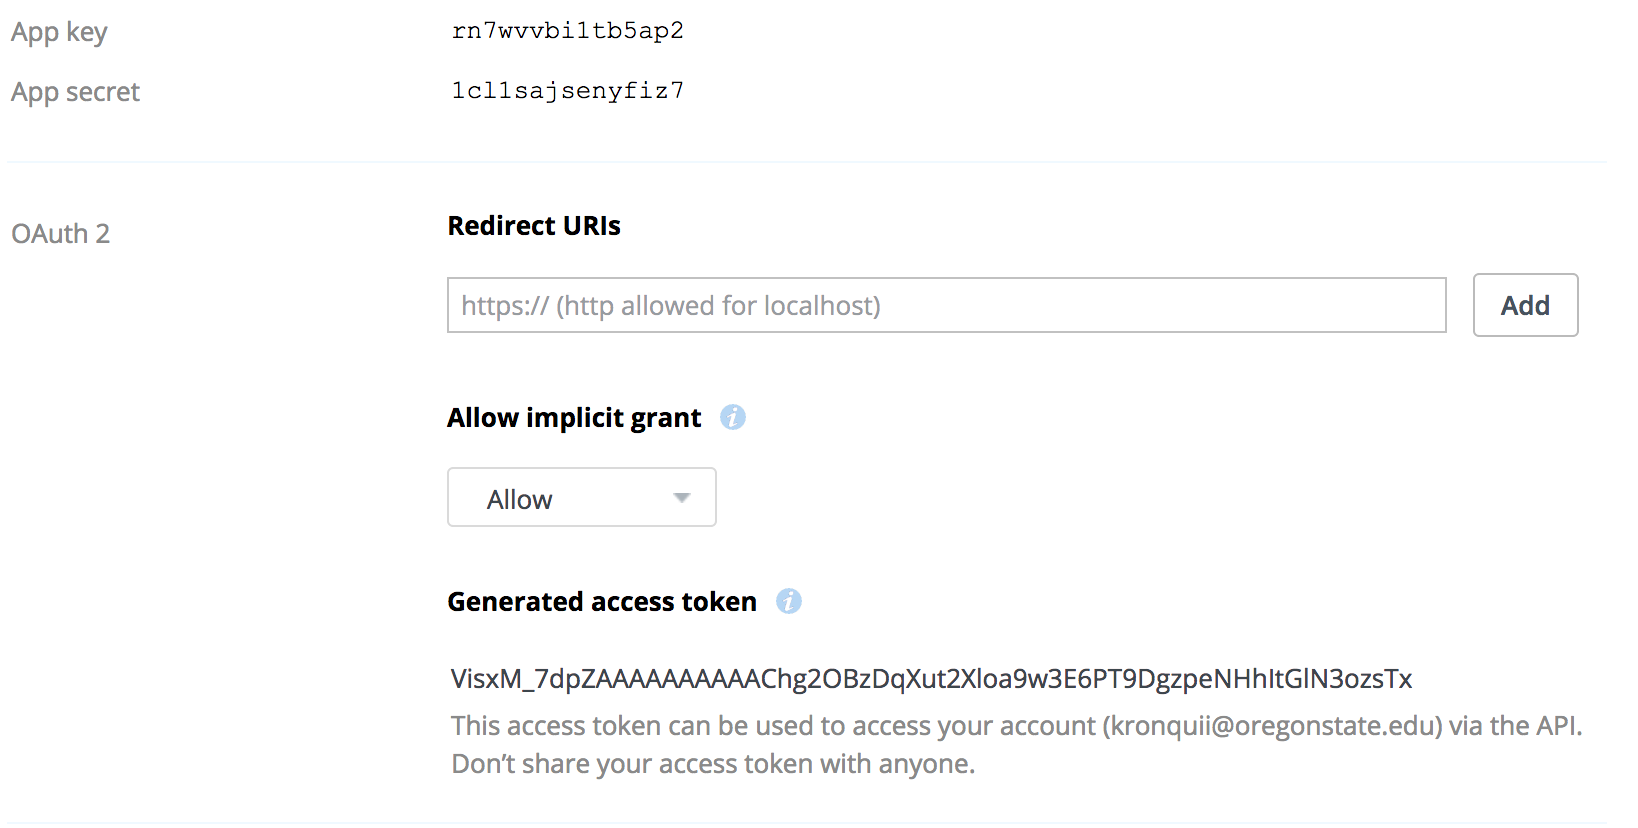 App key rn7wvvbi1tb5ap2
App secret 1cl1sajsenyfiz7
OAuth 2
Redirect URIs
https:// (http allowed for localhost) Add
Allow implicit grant i
Allow
Generated access token i
VisxM_7dpZAAAAAAAAAAChg2OBzDqXut2Xloa9w3E6PT9DgzpeNHhItGlN3ozsTx
This access token can be used to access your account (kronquii@oregonstate.edu) via the API.
Don’t share your access token with anyone.